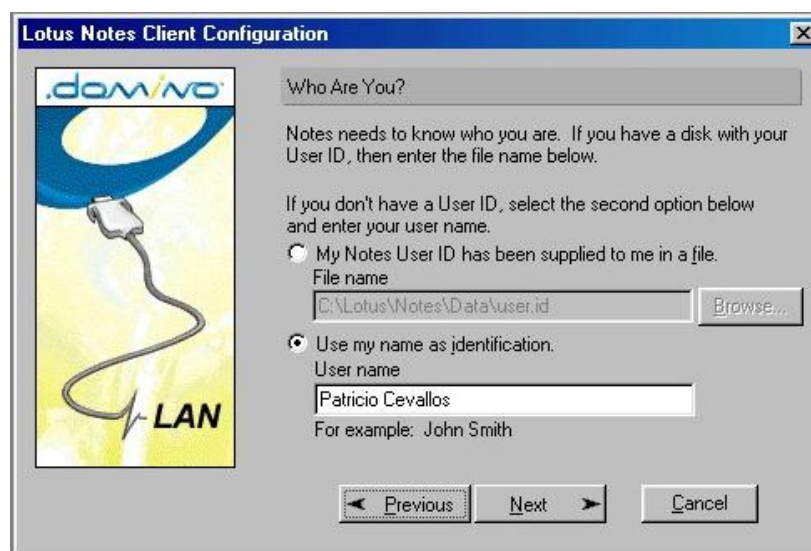 Lotus Notes Client Configuration
.domino
Who Are You?
Notes needs to know who you are. If you have a disk with your
User ID, then enter the file name below.
If you don't have a User ID, select the second option below
and enter your user name.
My Notes User ID has been supplied to me in a file.
File name
C:\Lotus\Notes\Data\user.id
Browse...
Use my name as identification.
User name
Patricio Cevallos
For example: John Smith
LAN
Previous
Next
Cancel